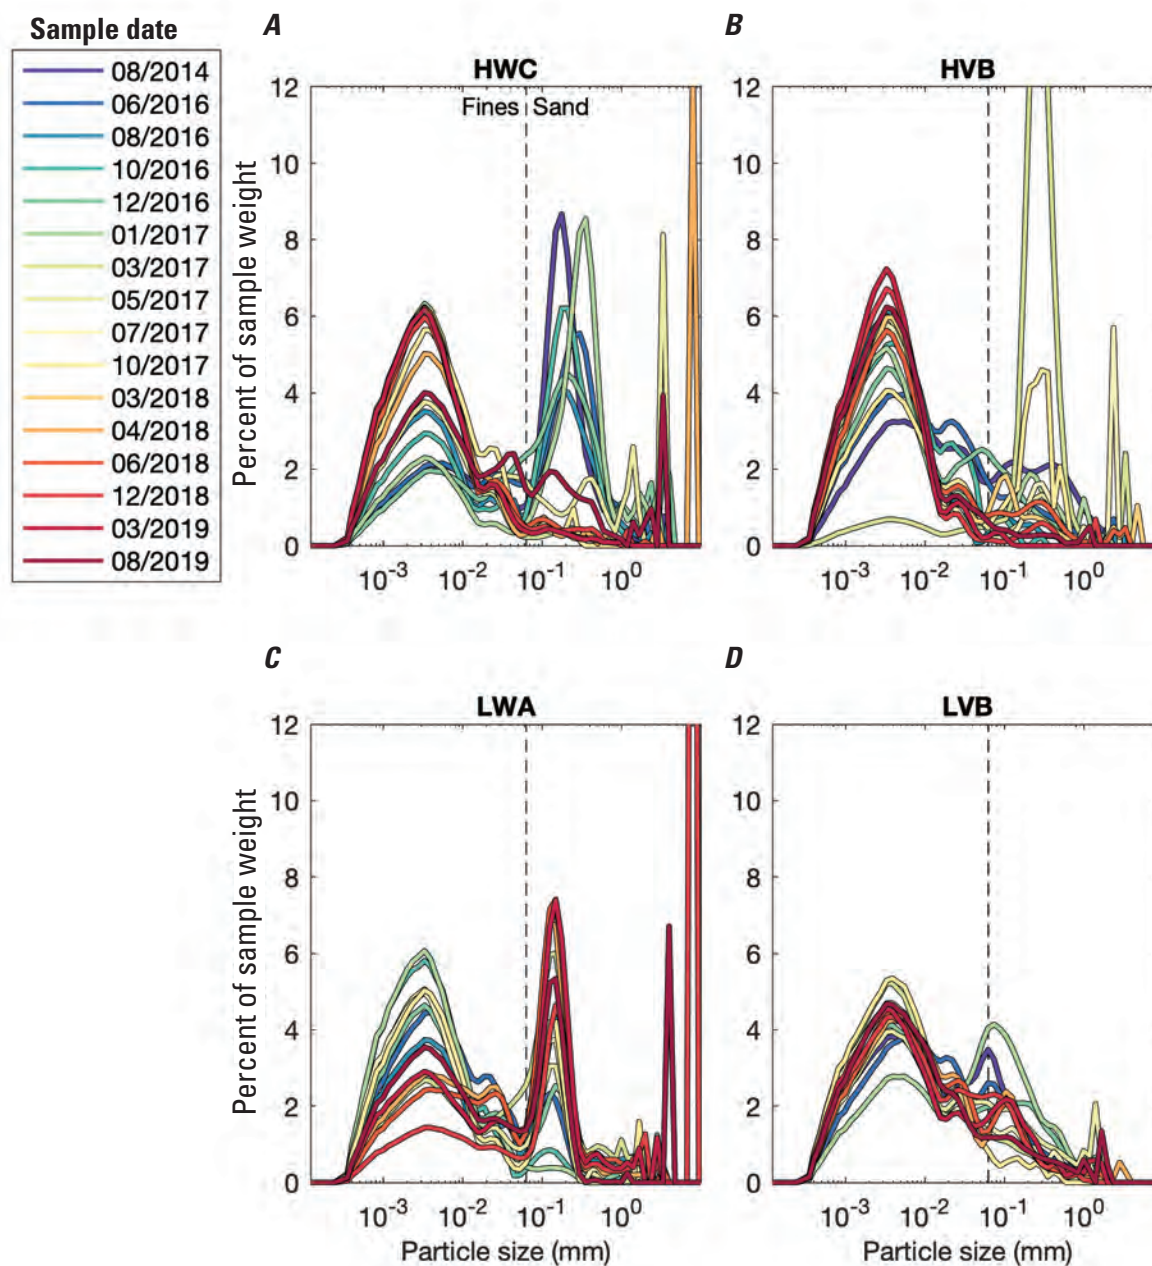 Sample date
08/2014
06/2016
08/2016
10/2016
12/2016
01/2017
03/2017
05/2017
07/2017
10/2017
03/2018
04/2018
06/2018
12/2018
03/2019
08/2019
A
HWC
Fines Sand
Percent of sample weight
12
10
8
6
4
2
0
10⁻³ 10⁻² 10⁻¹ 10⁰
B
HVB
12
10
8
6
4
2
0
10⁻³ 10⁻² 10⁻¹ 10⁰
C
LWA
Percent of sample weight
12
10
8
6
4
2
0
10⁻³ 10⁻² 10⁻¹ 10⁰
Particle size (mm)
D
LVB
12
10
8
6
4
2
0
10⁻³ 10⁻² 10⁻¹ 10⁰
Particle size (mm)